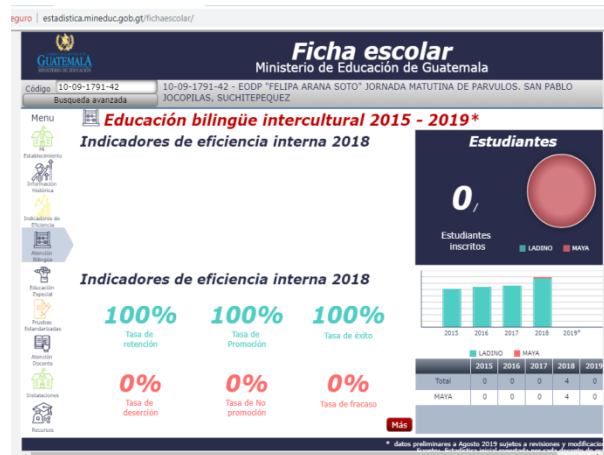 eguro | estadistica.mineduc.gob.gt/fichaescolar/
GUATEMALA
MINISTERIO DE EDUCACIÓN
Ficha escolar
Ministerio de Educación de Guatemala
Código 10-09-1791-42
Busqueda avanzada
10-09-1791-42 - EODP "FELIPA ARANA SOTO" JORNADA MATUTINA DE PARVULOS. SAN PABLO
JOCOPILAS, SUCHITEPEQUEZ
Menu
Establecimiento
Información
Histórica
Indicadores de
Eficiencia
Atención
Bilingüe
Educación
Especial
Pruebas
Estandarizadas
Atención
Docente
Instalaciones
Recursos
Educación bilingüe intercultural 2015 - 2019*
Indicadores de eficiencia interna 2018
Indicadores de eficiencia interna 2018
100%
Tasa de
retención
100%
Tasa de
Promoción
100%
Tasa de éxito
0%
Tasa de
deserción
0%
Tasa de No
promoción
0%
Tasa de fracaso
Más
Estudiantes
0/
Estudiantes
inscritos
LADINO MAYA
2015 2016 2017 2018 2019*
LADINO MAYA
2015 2016 2017 2018 2019
Total 0 0 0 4 0
MAYA 0 0 0 4 0
* datos preliminares a Agosto 2019 sujetos a revisiones y modificacion